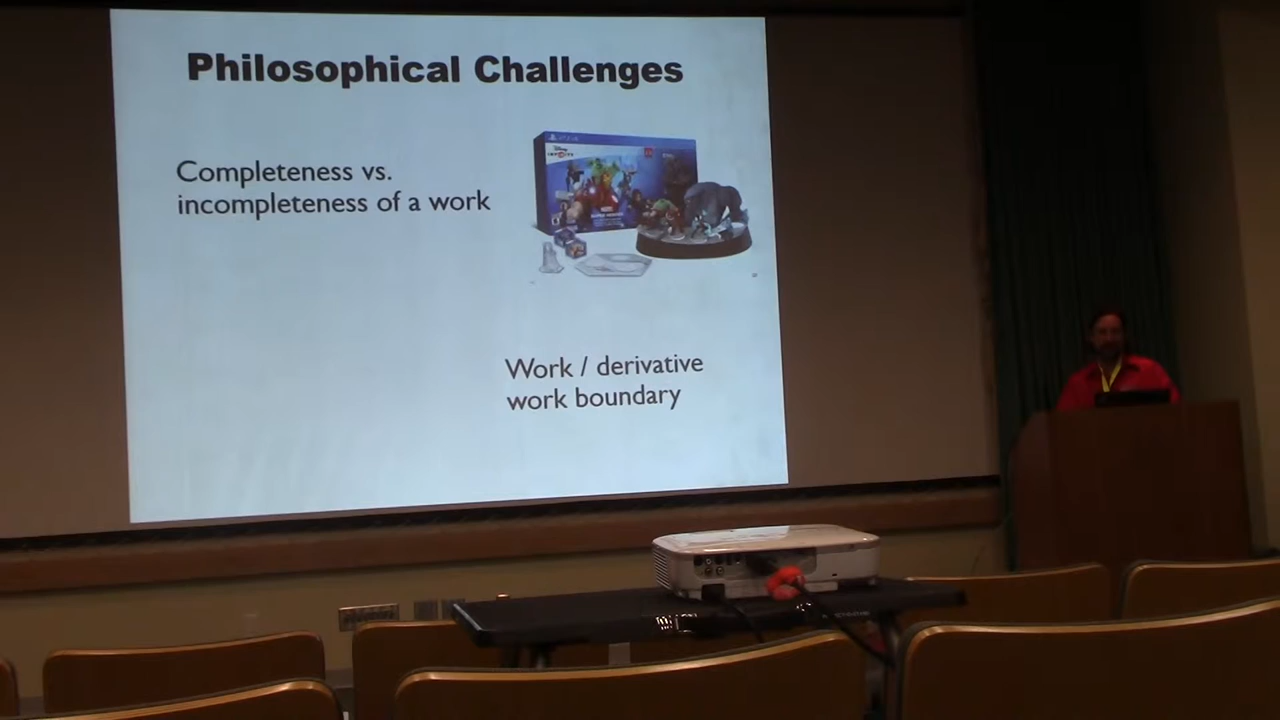 Philosophical Challenges
Completeness vs.
incompleteness of a work
Work / derivative
work boundary